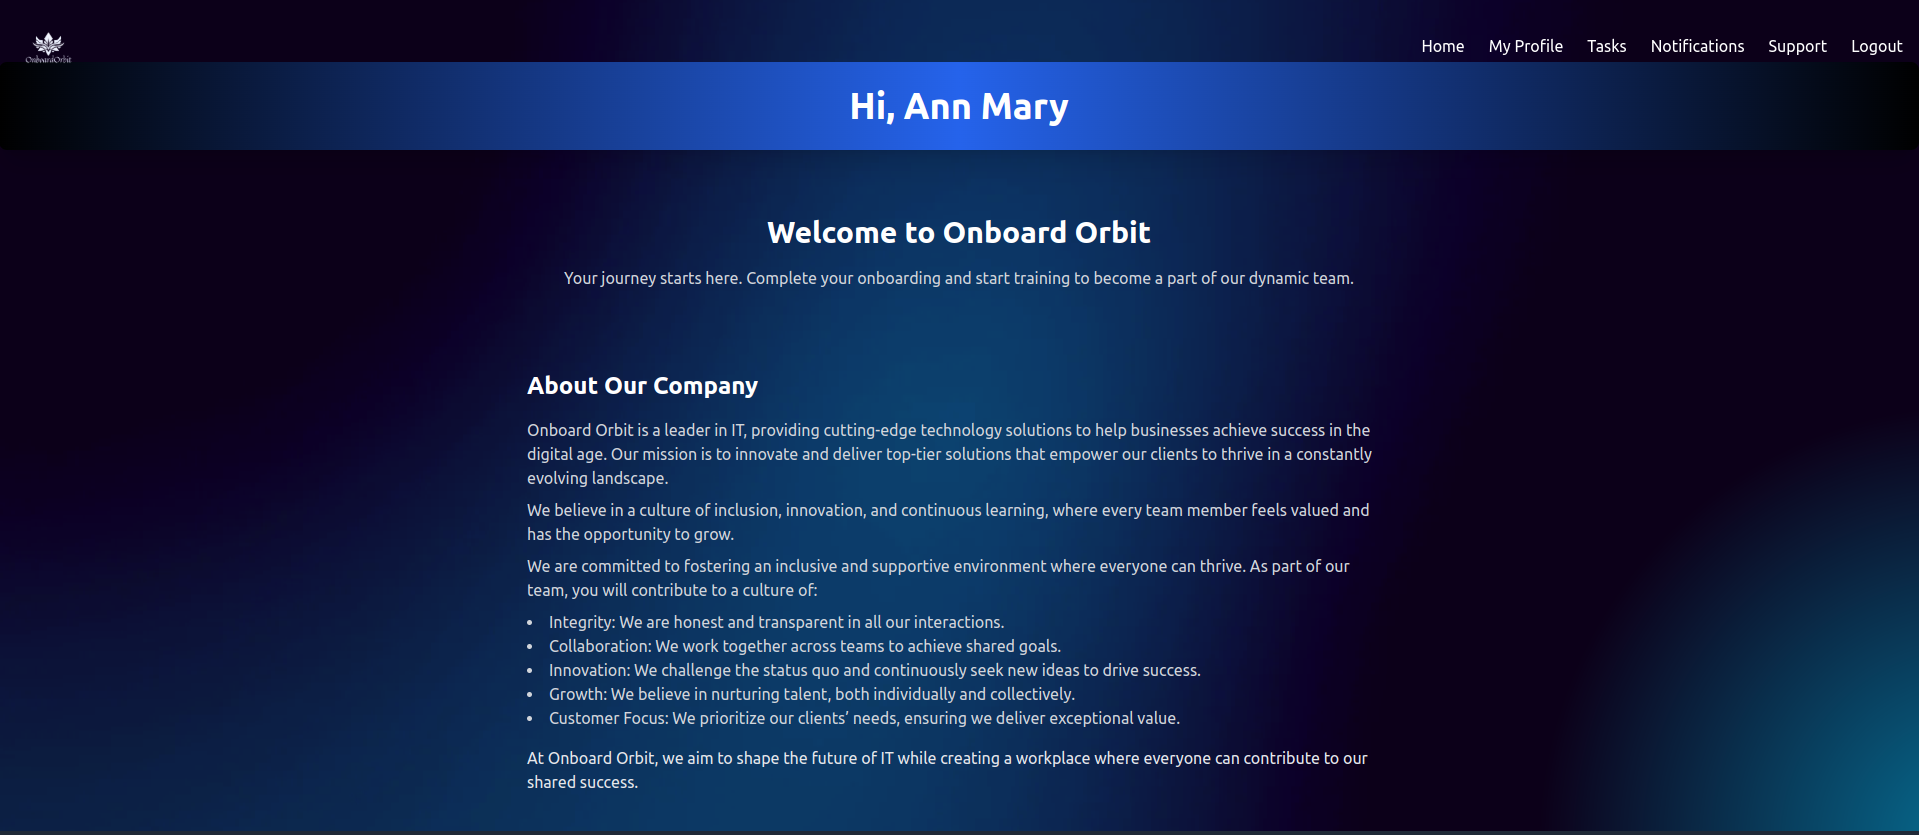 OnboardOrbit
Home My Profile Tasks Notifications Support Logout
Hi, Ann Mary
Welcome to Onboard Orbit
Your journey starts here. Complete your onboarding and start training to become a part of our dynamic team.
About Our Company
Onboard Orbit is a leader in IT, providing cutting-edge technology solutions to help businesses achieve success in the
digital age. Our mission is to innovate and deliver top-tier solutions that empower our clients to thrive in a constantly
evolving landscape.
We believe in a culture of inclusion, innovation, and continuous learning, where every team member feels valued and
has the opportunity to grow.
We are committed to fostering an inclusive and supportive environment where everyone can thrive. As part of our
team, you will contribute to a culture of:
• Integrity: We are honest and transparent in all our interactions.
• Collaboration: We work together across teams to achieve shared goals.
• Innovation: We challenge the status quo and continuously seek new ideas to drive success.
• Growth: We believe in nurturing talent, both individually and collectively.
• Customer Focus: We prioritize our clients’ needs, ensuring we deliver exceptional value.
At Onboard Orbit, we aim to shape the future of IT while creating a workplace where everyone can contribute to our
shared success.